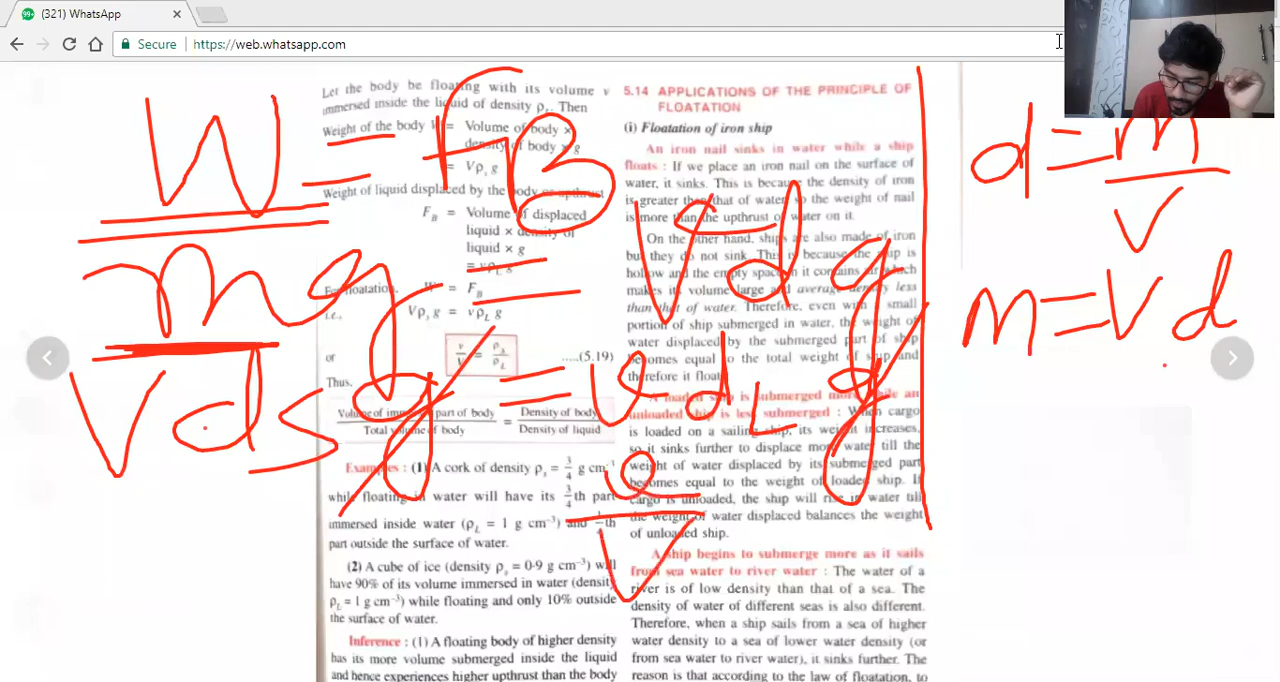 (321) WhatsApp
Secure | https://web.whatsapp.com
Let the body be floating with its volume v
immersed inside the liquid of density ρL. Then
Weight of the body W = Volume of body ×
density of body × g
= Vρs g
Weight of liquid displaced by the body or upthrust
FB = Volume of displaced
liquid × density of
liquid × g
= vρL g
For floatation, W = FB
i.e., Vρs g = vρL g
v/V = ρs/ρL .....(5.19)
or
Thus,
Volume of immersed part of body / Total volume of body = Density of body / Density of liquid
Examples : (1) A cork of density ρs = 3/4 g cm⁻³
while floating in water will have its 3/4 th part
immersed inside water (ρL = 1 g cm⁻³) and 1/4 th
part outside the surface of water.
(2) A cube of ice (density ρs = 0·9 g cm⁻³) will
have 90% of its volume immersed in water (density
ρL = 1 g cm⁻³) while floating and only 10% outside
the surface of water.
Inference : (1) A floating body of higher density
has its more volume submerged inside the liquid
and hence experiences higher upthrust than the body
5.14 APPLICATIONS OF THE PRINCIPLE OF
FLOATATION
(i) Floatation of iron ship
An iron nail sinks in water while a ship
floats : If we place an iron nail on the surface of
water, it sinks. This is because the density of iron
is greater than that of water, so the weight of nail
is more than the upthrust of water on it.
On the other hand, ships are also made of iron
but they do not sink. This is because the ship is
hollow and the empty space in it contains air which
makes its volume large and average density less
than that of water. Therefore, even with a small
portion of ship submerged in water, the weight of
water displaced by the submerged part of ship
becomes equal to the total weight of ship and
therefore it floats.
A loaded ship is submerged more while an
unloaded ship is less submerged : When cargo
is loaded on a sailing ship, its weight increases,
so it sinks further to displace more water till the
weight of water displaced by its submerged part
becomes equal to the weight of loaded ship. If
cargo is unloaded, the ship will rise in water till
the weight of water displaced balances the weight
of unloaded ship.
A ship begins to submerge more as it sails
from sea water to river water : The water of a
river is of low density than that of a sea. The
density of water of different seas is also different.
Therefore, when a ship sails from a sea of higher
water density to a sea of lower water density (or
from sea water to river water), it sinks further. The
reason is that according to the law of floatation, to
W = FB
mg = Vdg
Vdsg = vdLg
v
V
d = m/V
m = Vd